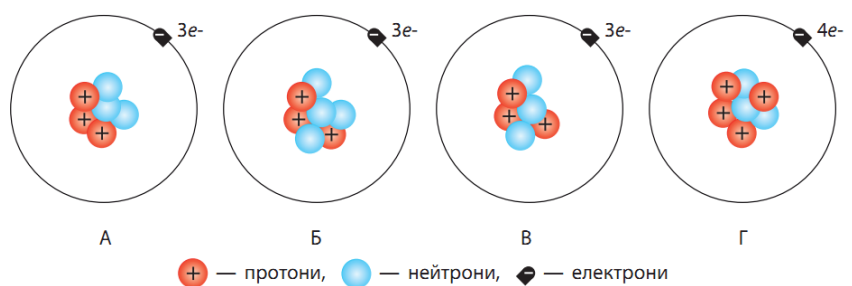 3e- 3e- 3e- 4e-
А Б В Г
— протони, — нейтрони, — електрони